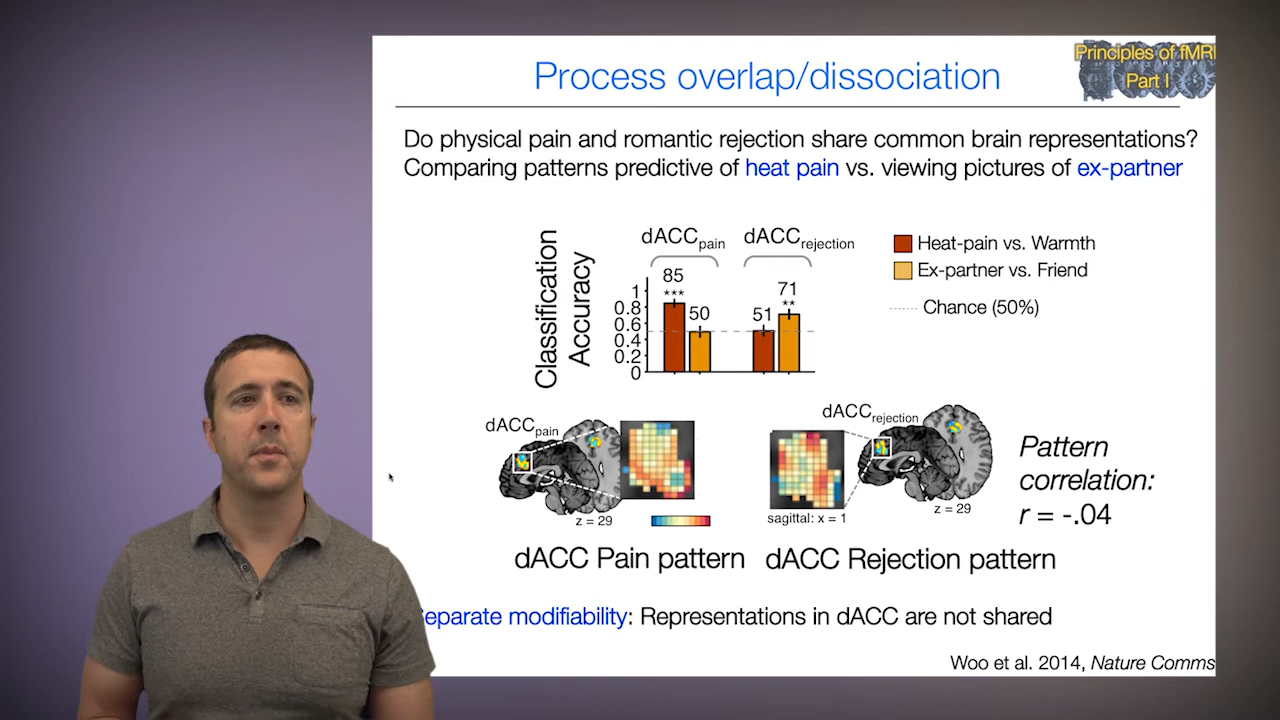 Process overlap/dissociation
Principles of fMRI
Part I
Do physical pain and romantic rejection share common brain representations?
Comparing patterns predictive of heat pain vs. viewing pictures of ex-partner
Classification
Accuracy
dACCpain
dACCrejection
85
***
50
51
71
**
1
0.8
0.6
0.4
0.2
0
Heat-pain vs. Warmth
Ex-partner vs. Friend
Chance (50%)
dACCpain
z = 29
dACCrejection
sagittal: x = 1
z = 29
Pattern
correlation:
r = -.04
dACC Pain pattern
dACC Rejection pattern
eparate modifiability: Representations in dACC are not shared
Woo et al. 2014, Nature Comms